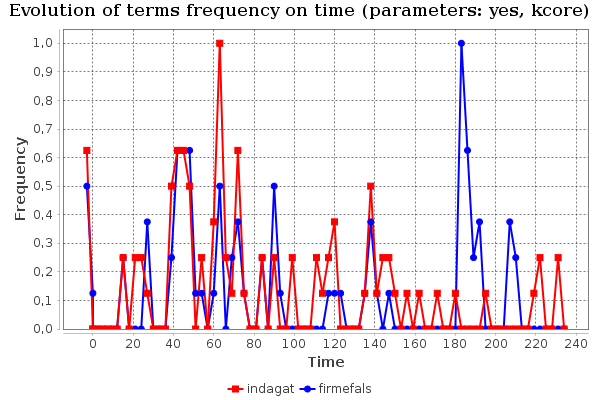 Evolution of terms frequency on time (parameters: yes, kcore)
1,0
0,9
0,8
0,7
0,6
0,5
0,4
0,3
0,2
0,1
0,0
Frequency
0 20 40 60 80 100 120 140 160 180 200 220 240
Time
indagat firmefals